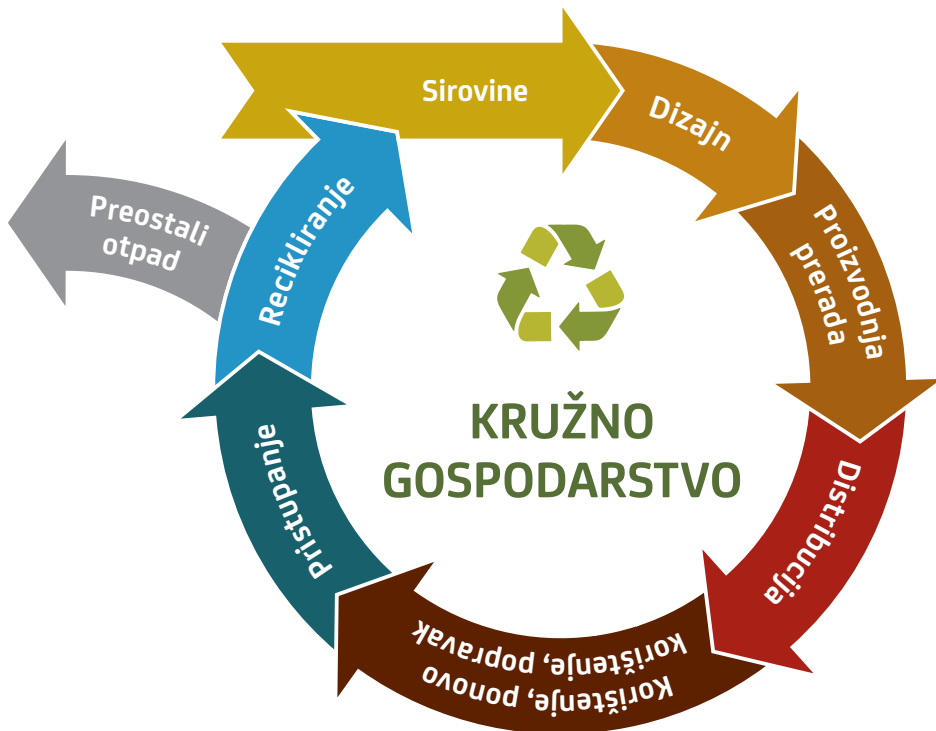 Sirovine
Dizajn
Proizvodnja
prerada
Distribucija
Korištenje, ponovo
korištenje, popravak
Pristupanje
Recikliranje
Preostali
otpad
KRUŽNO
GOSPODARSTVO